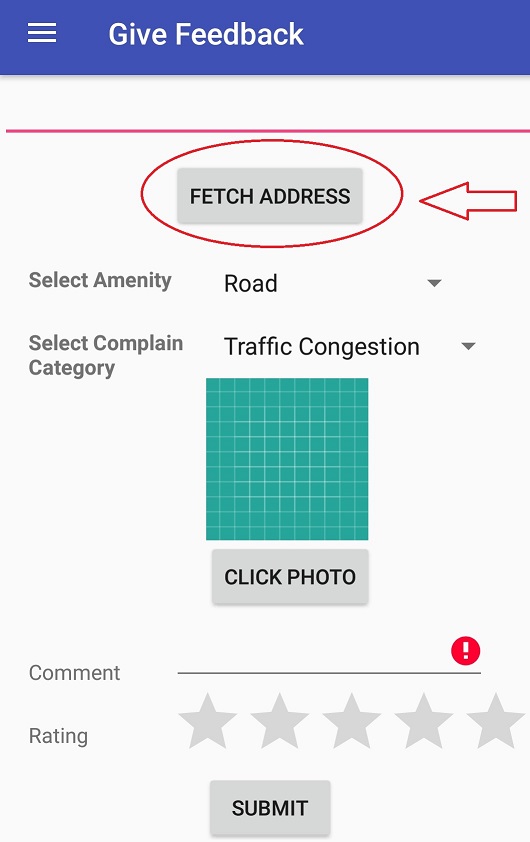 Give Feedback
FETCH ADDRESS
Select Amenity
Road
Select Complain
Category
Traffic Congestion
CLICK PHOTO
Comment
Rating
SUBMIT